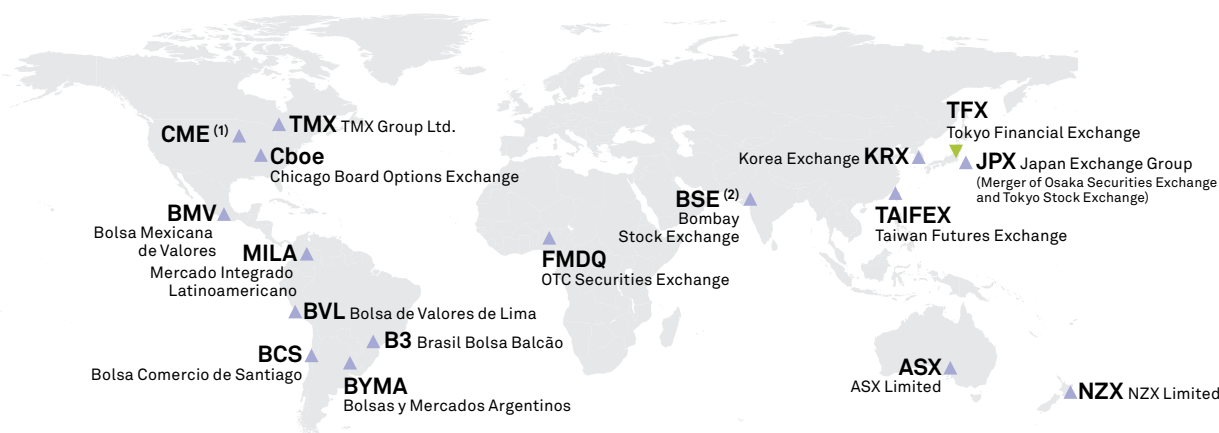 TMX TMX Group Ltd.
CME (1)
Cboe
Chicago Board Options Exchange
BMV
Bolsa Mexicana
de Valores
MILA
Mercado Integrado
Latinoamericano
BVL Bolsa de Valores de Lima
B3 Brasil Bolsa Balcão
BCS
Bolsa Comercio de Santiago
BYMA
Bolsas y Mercados Argentinos
FMDQ
OTC Securities Exchange
BSE (2)
Bombay
Stock Exchange
Korea Exchange KRX
TFX
Tokyo Financial Exchange
JPX Japan Exchange Group
(Merger of Osaka Securities Exchange
and Tokyo Stock Exchange)
TAIFEX
Taiwan Futures Exchange
ASX
ASX Limited
NZX NZX Limited